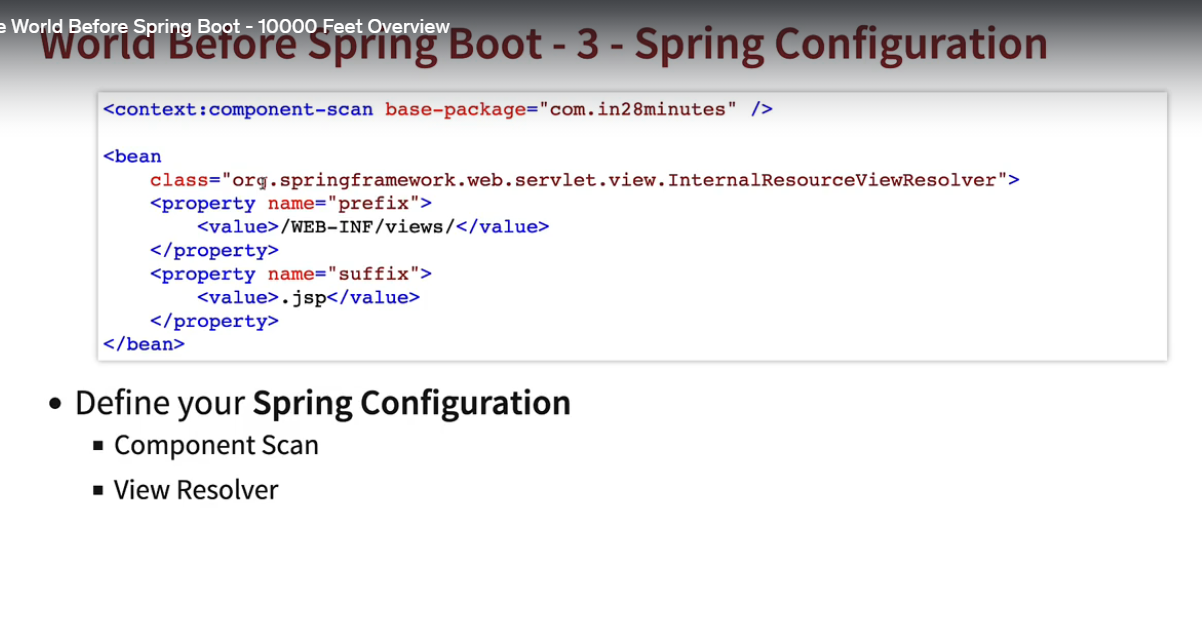 e World Before Spring Boot - 10000 Feet Overview
World Before Spring Boot - 3 - Spring Configuration
<context:component-scan base-package="com.in28minutes" />
<bean
class="org.springframework.web.servlet.view.InternalResourceViewResolver">
<property name="prefix">
<value>/WEB-INF/views/</value>
</property>
<property name="suffix">
<value>.jsp</value>
</property>
</bean>
• Define your Spring Configuration
▪ Component Scan
▪ View Resolver